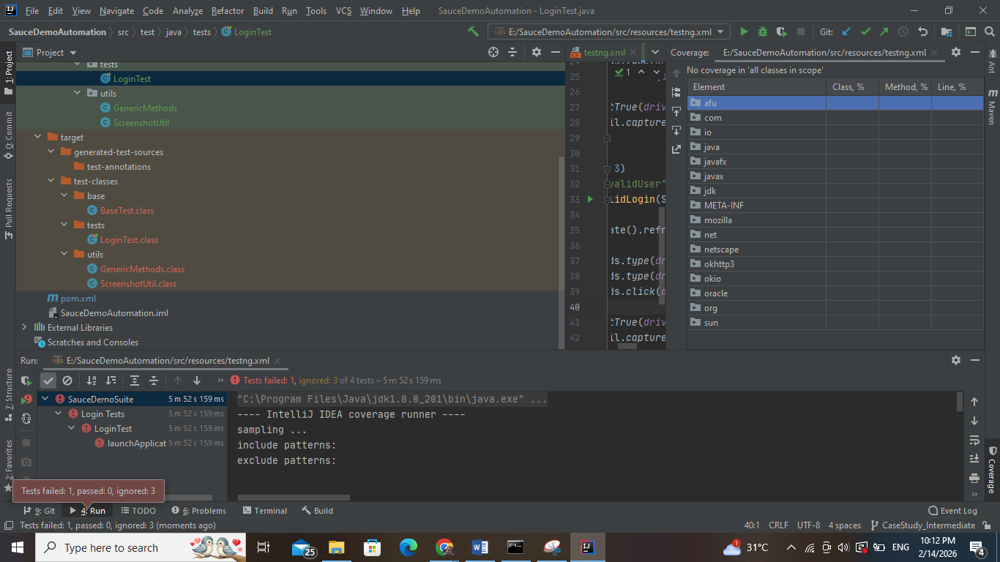 File Edit View Navigate Code Analyze Refactor Build Run Tools VCS Git Window Help SauceDemoAutomation - LoginTest.java
SauceDemoAutomation src test java tests LoginTest E:/SauceDemoAutomation/src/resources/testng.xml Git:
1: Project
0: Commit
Pull Requests
7: Structure
2: Favorites
Project
tests
LoginTest
utils
GenericMethods
ScreenshotUtil
target
generated-test-sources
test-annotations
test-classes
base
BaseTest.class
tests
LoginTest.class
utils
GenericMethods.class
ScreenshotUtil.class
pom.xml
SauceDemoAutomation.iml
External Libraries
Scratches and Consoles
testng.xml
1
24
25
26
27 tTrue(driv
28 il.capture
29
30
31 3)
32 validUser"
33 lidLogin(S
34
35 ate().refr
36
37 ds.type(dr
38 ds.type(dr
39 ds.click(d
40
41 tTrue(driv
42 il.capture
Coverage: E:/SauceDemoAutomation/src/resources/testng.xml
No coverage in 'all classes in scope'
Element Class, % Method, % Line, %
afu
com
io
java
javafx
javax
jdk
META-INF
mozilla
net
netscape
okhttp3
okio
oracle
org
sun
Ant
Maven
Coverage
Run: E:/SauceDemoAutomation/src/resources/testng.xml
Tests failed: 1, ignored: 3 of 4 tests – 5 m 52 s 159 ms
SauceDemoSuite 5 m 52 s 159 ms
Login Tests 5 m 52 s 159 ms
LoginTest 5 m 52 s 159 ms
launchApplicat 5 m 52 s 159 ms
"C:\Program Files\Java\jdk1.8.0_201\bin\java.exe" ...
---- IntelliJ IDEA coverage runner ----
sampling ...
include patterns:
exclude patterns:
Tests failed: 1, passed: 0, ignored: 3
9: Git 4: Run TODO 6: Problems Terminal Build Event Log
Tests failed: 1, passed: 0, ignored: 3 (moments ago) 40:1 CRLF UTF-8 4 spaces CaseStudy_Intermediate
Type here to search 25 1 31°C ENG 10:12 PM
2/14/2026 4